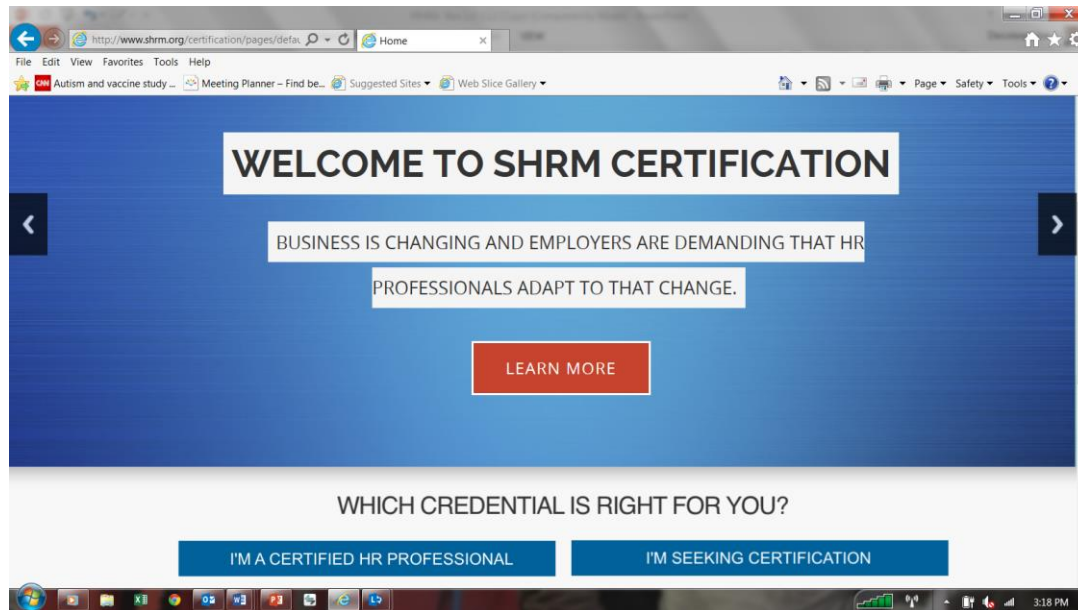 http://www.shrm.org/certification/pages/defau
Home
File Edit View Favorites Tools Help
CNN Autism and vaccine study ... Meeting Planner – Find be... Suggested Sites Web Slice Gallery Page Safety Tools
WELCOME TO SHRM CERTIFICATION
BUSINESS IS CHANGING AND EMPLOYERS ARE DEMANDING THAT HR
PROFESSIONALS ADAPT TO THAT CHANGE.
LEARN MORE
WHICH CREDENTIAL IS RIGHT FOR YOU?
I'M A CERTIFIED HR PROFESSIONAL I'M SEEKING CERTIFICATION
3:18 PM